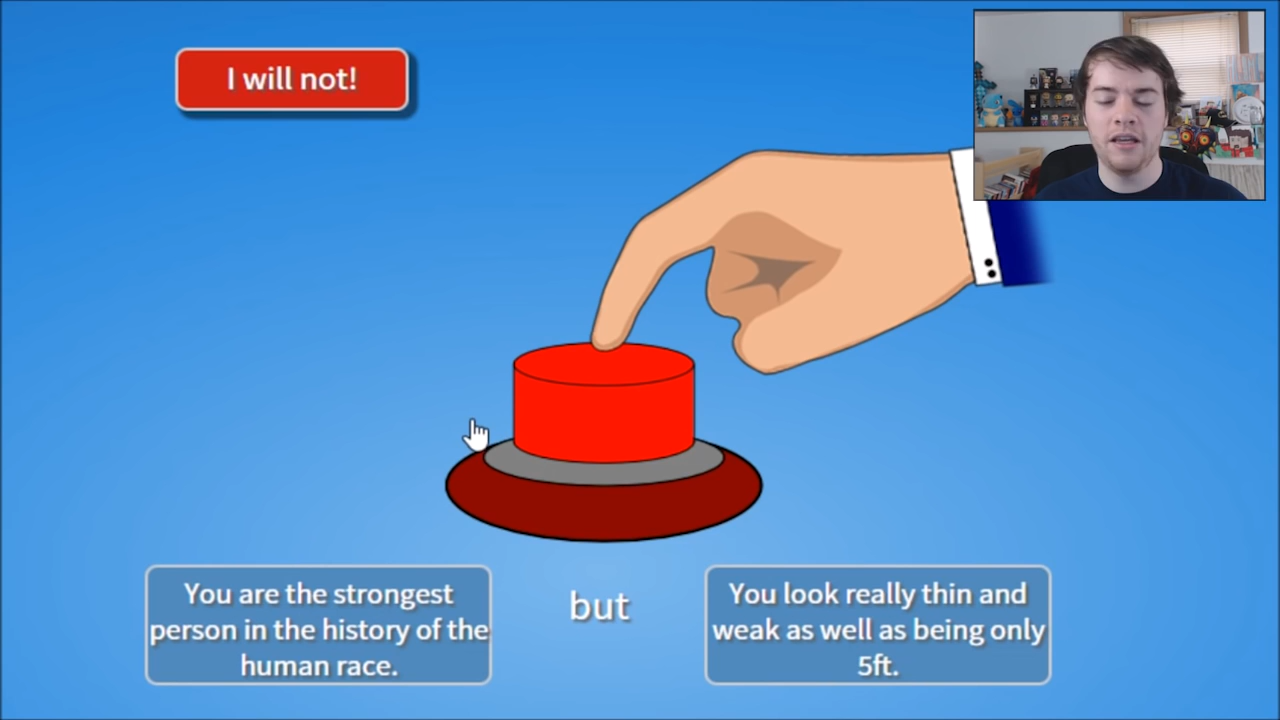 I will not!
You are the strongest
person in the history of the
human race.
but
You look really thin and
weak as well as being only
5ft.